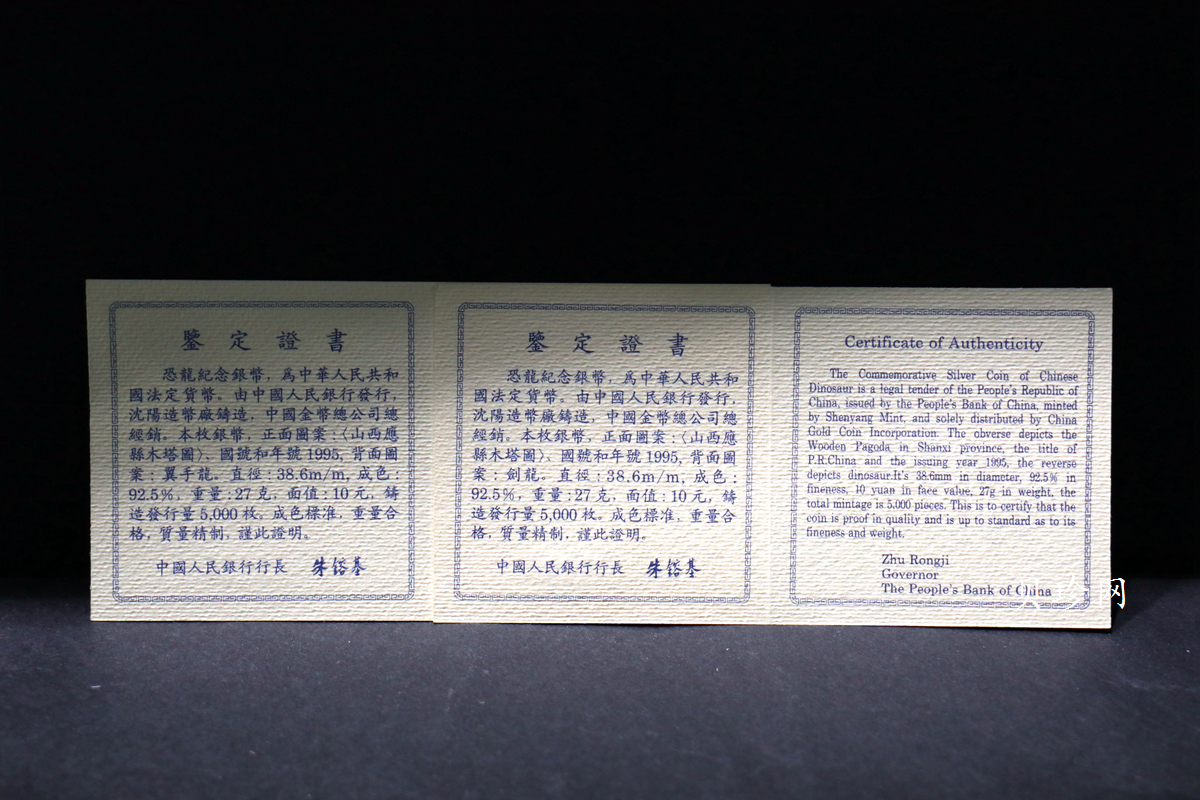 鑒定證書
恐龍紀念銀幣，爲中華人民共和
國法定貨幣。由中國人民銀行發行，
沈陽造幣廠鑄造，中國金幣總公司總
經銷。本枚銀幣，正面圖案：〈山西應
縣木塔圖〉、國號和年號1995，背面圖
案：翼手龍。直徑：38.6m/m，成色：
92.5%，重量：27克，面值：10元，鑄
造發行量5,000枚。成色標准，重量合
格，質量精制，謹此證明。
中國人民銀行行長 朱鎔基
鑒定證書
恐龍紀念銀幣，爲中華人民共和
國法定貨幣。由中國人民銀行發行，
沈陽造幣廠鑄造，中國金幣總公司總
經銷。本枚銀幣，正面圖案：〈山西應
縣木塔圖〉、國號和年號1995，背面圖
案：劍龍。直徑：38.6m/m，成色：
92.5%，重量：27克，面值：10元，鑄
造發行量5,000枚。成色標准，重量合
格，質量精制，謹此證明。
中國人民銀行行長 朱鎔基
Certificate of Authenticity
The Commemorative Silver Coin of Chinese
Dinosaur is a legal tender of the People's Republic of
China, issued by the People's Bank of China, minted
by Shenyang Mint, and solely distributed by China
Gold Coin Incorporation. The obverse depicts the
Wooden Pagoda in Shanxi province, the title of
P.R.China and the issuing year 1995, the reverse
depicts dinosaur.It's 38.6mm in diameter, 92.5% in
fineness, 10 yuan in face value, 27g in weight, the
total mintage is 5,000 pieces. This is to certify that the
coin is proof in quality and is up to standard as to its
fineness and weight.
Zhu Rongji
Governor
The People's Bank of China
网